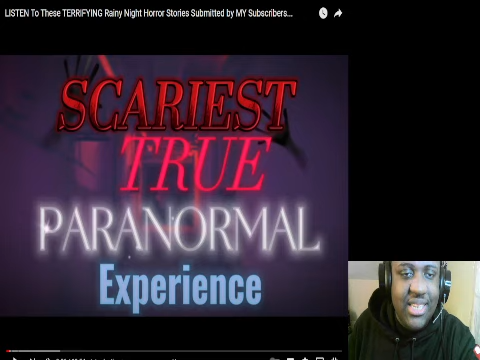 LISTEN To These TERRIFYING Rainy Night Horror Stories Submitted by MY Subscribers...
SCARIEST
TRUE
PARANORMAL
Experience